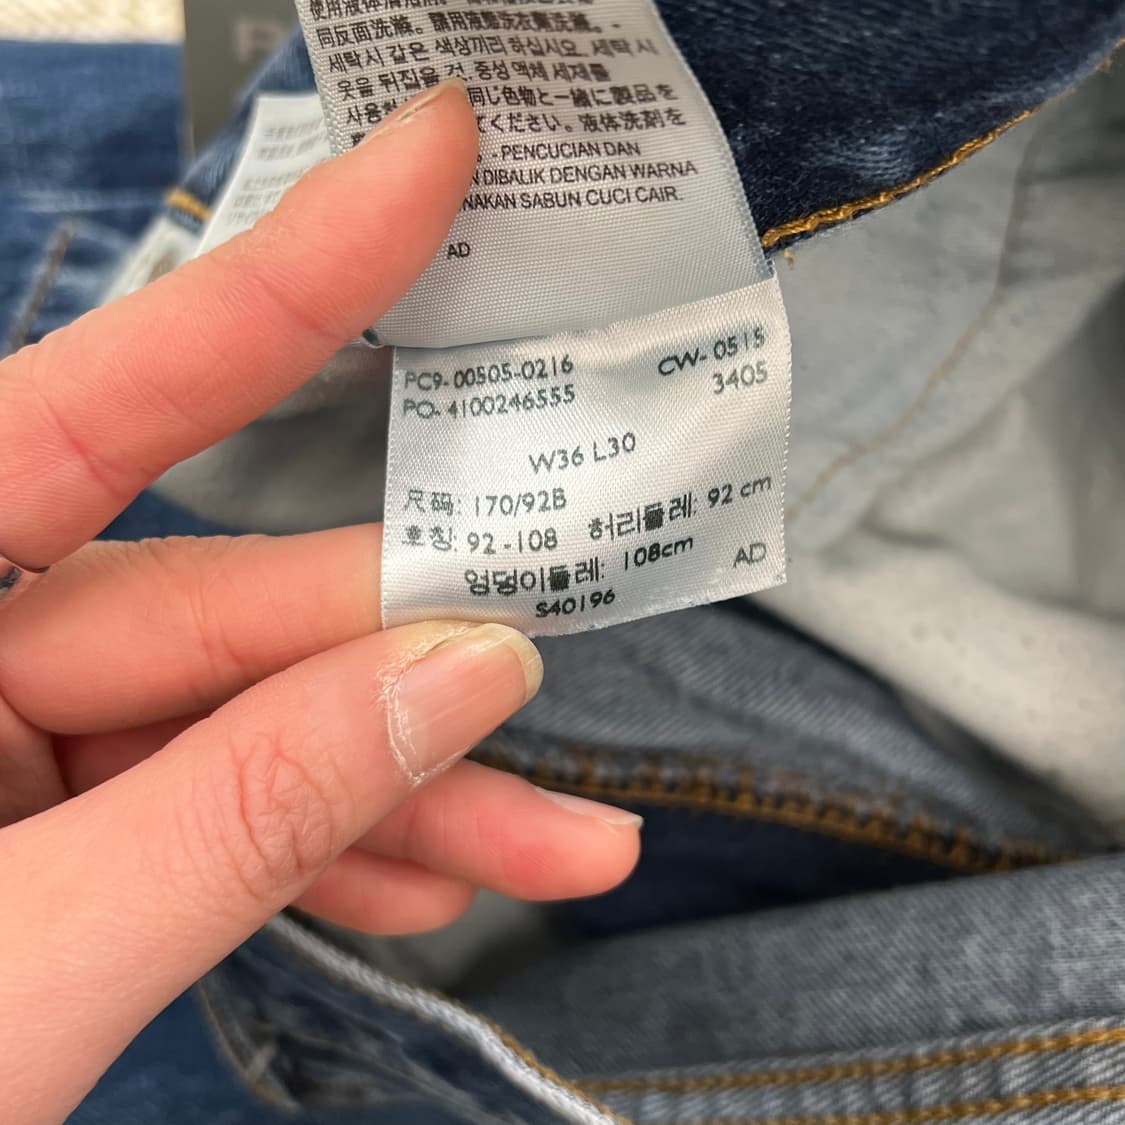 同反面洗滌。請用液態洗衣劑洗滌。-
세탁시 같은 색상끼리 하십시오. 세탁 시
옷을 뒤집을 것. 중성 액체 세제를
同じ色物と一緒に製品を
ください。液体洗剤を
- PENCUCIAN DAN
DIBALIK DENGAN WARNA
NAKAN SABUN CUCI CAIR.
AD
PC9-00505-0216 CW-0515
PO-4100246555 3405
W36 L30
尺码: 170/92B
호칭: 92-108 허리둘레: 92 cm
엉덩이둘레: 108cm AD
S40196